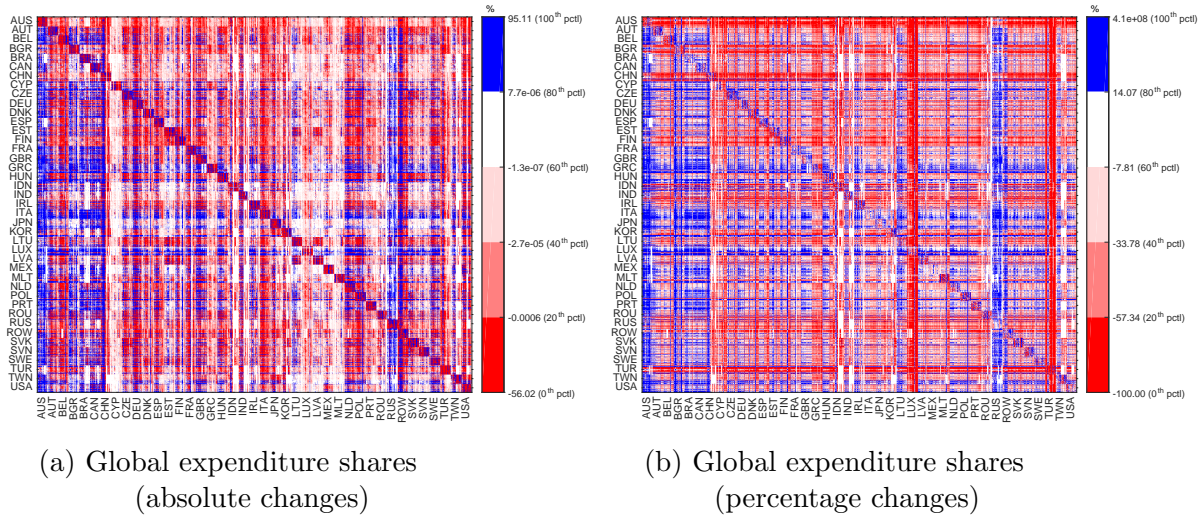 %
95.11 (100th pctl)
7.7e-06 (80th pctl)
-1.3e-07 (60th pctl)
-2.7e-05 (40th pctl)
-0.0006 (20th pctl)
-56.02 (0th pctl)
AUS
AUT
BEL
BGR
BRA
CAN
CHN
CYP
CZE
DEU
DNK
ESP
EST
FIN
FRA
GBR
GRC
HUN
IDN
IND
IRL
ITA
JPN
KOR
LTU
LUX
LVA
MEX
MLT
NLD
POL
PRT
ROU
RUS
ROW
SVK
SVN
SWE
TUR
TWN
USA
AUS AUT BEL BGR BRA CAN CHN CYP CZE DEU DNK ESP EST FIN FRA GBR GRC HUN IDN IND IRL ITA JPN KOR LTU LUX LVA MEX MLT NLD POL PRT ROU RUS ROW SVK SVN SWE TUR TWN USA
(a) Global expenditure shares
(absolute changes)
%
4.1e+08 (100th pctl)
14.07 (80th pctl)
-7.81 (60th pctl)
-33.78 (40th pctl)
-57.34 (20th pctl)
-100.00 (0th pctl)
AUS
AUT
BEL
BGR
BRA
CAN
CHN
CYP
CZE
DEU
DNK
ESP
EST
FIN
FRA
GBR
GRC
HUN
IDN
IND
IRL
ITA
JPN
KOR
LTU
LUX
LVA
MEX
MLT
NLD
POL
PRT
ROU
RUS
ROW
SVK
SVN
SWE
TUR
TWN
USA
AUS AUT BEL BGR BRA CAN CHN CYP CZE DEU DNK ESP EST FIN FRA GBR GRC HUN IDN IND IRL ITA JPN KOR LTU LUX LVA MEX MLT NLD POL PRT ROU RUS ROW SVK SVN SWE TUR TWN USA
(b) Global expenditure shares
(percentage changes)